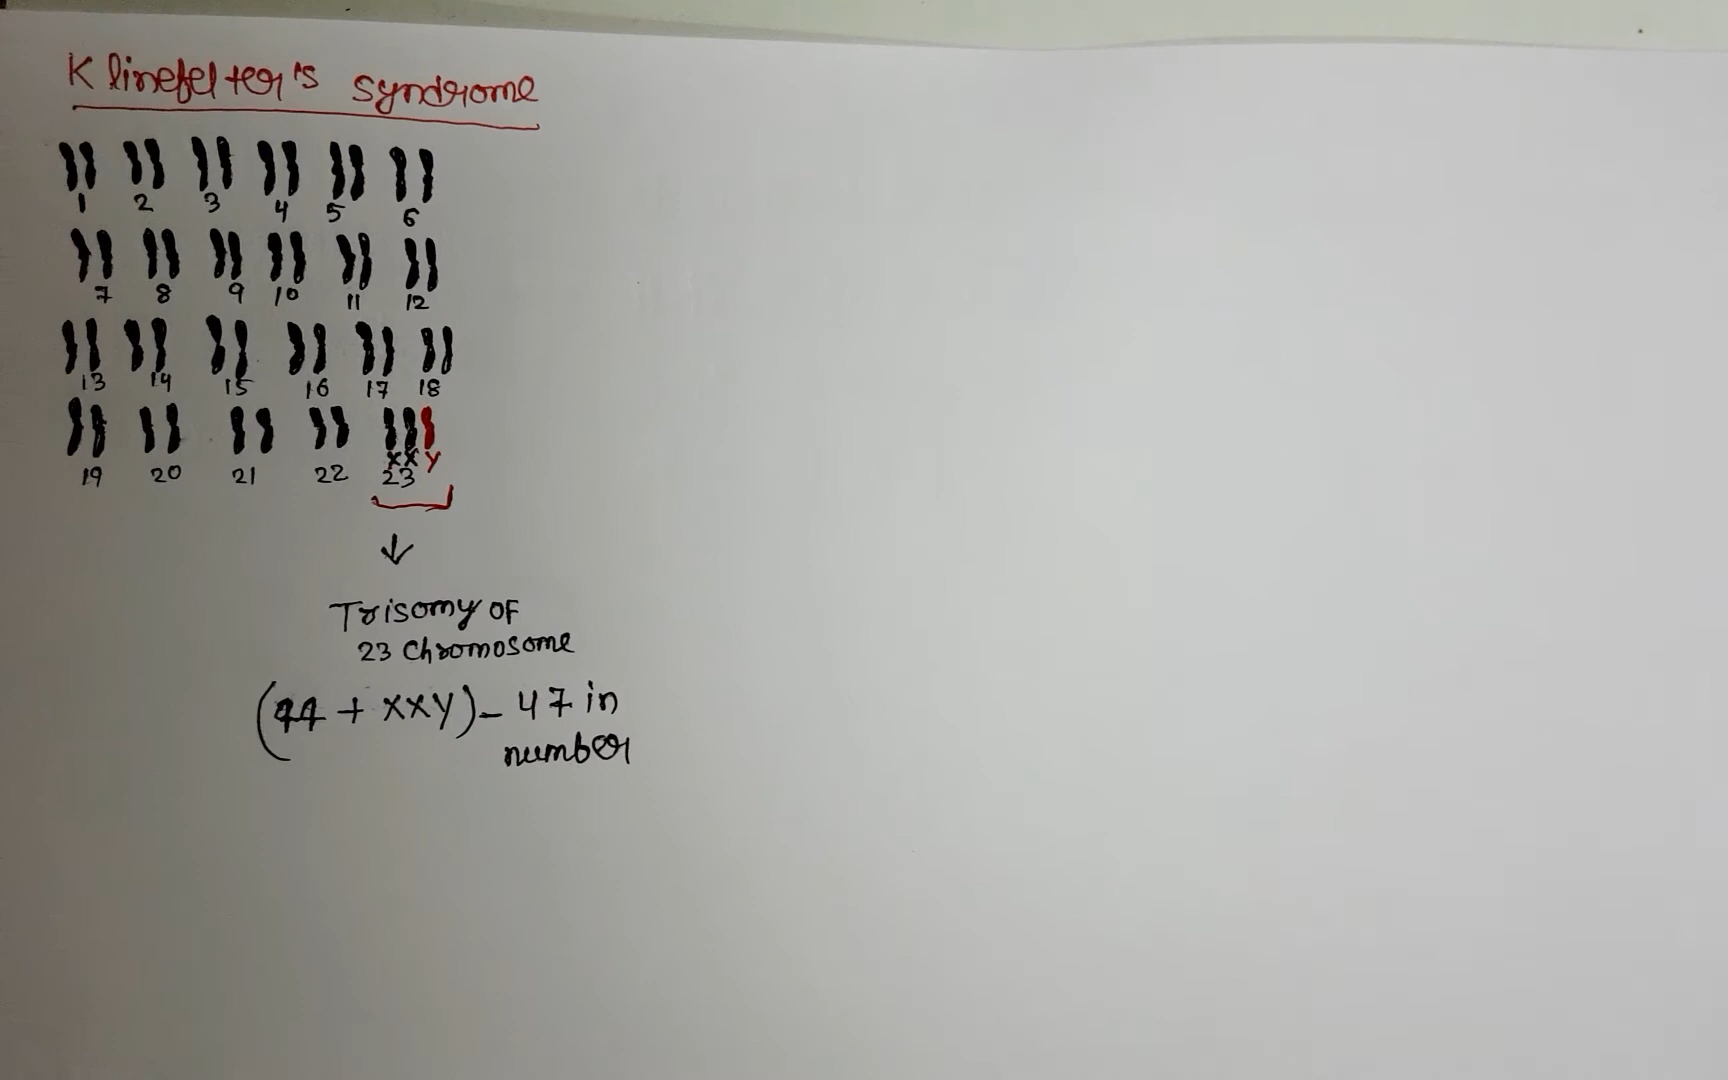 Klinefelter's syndrome
1 2 3 4 5 6
7 8 9 10 11 12
13 14 15 16 17 18
XXY
19 20 21 22 23
Trisomy OF
23 Chromosome
(44 + XXY) - 47 in
number